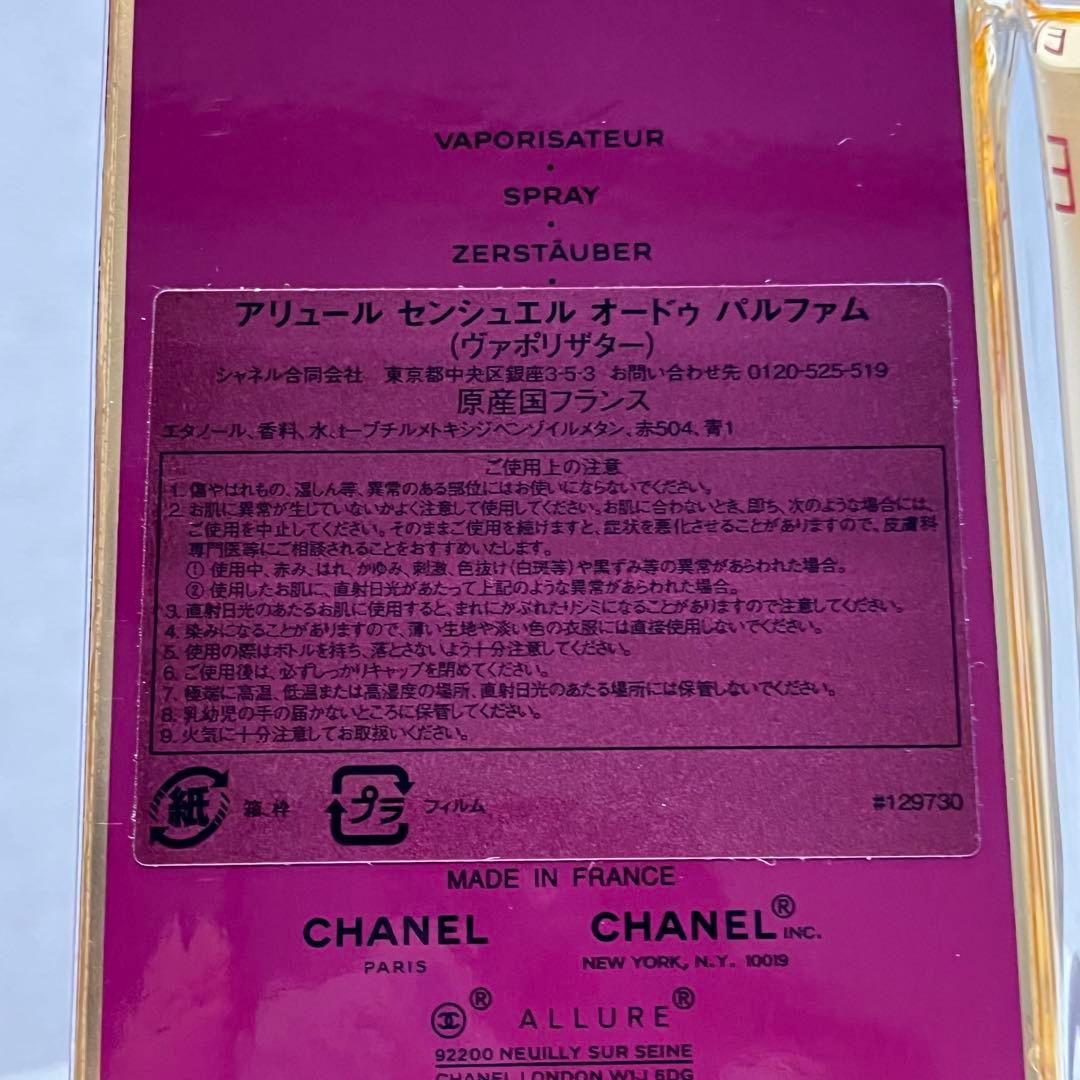 VAPORISATEUR
·
SPRAY
·
ZERSTÄUBER
·
アリュール センシュエル オードゥ パルファム
(ヴァポリザター)
シャネル合同会社 東京都中央区銀座3-5-3 お問い合わせ先 0120-525-519
原産国フランス
エタノール、香料、水、t-ブチルメトキシジベンゾイルメタン、赤504、青1
ご使用上の注意
1. 傷やはれもの、湿しん等、異常のある部位にはお使いにならないでください。
2. お肌に異常が生じていないかよく注意して使用してください。お肌に合わないとき、即ち、次のような場合には、
ご使用を中止してください。そのままご使用を続けますと、症状を悪化させることがありますので、皮膚科
専門医等にご相談されることをおすすめいたします。
① 使用中、赤み、はれ、かゆみ、刺激、色抜け(白斑等)や黒ずみ等の異常があらわれた場合。
② 使用したお肌に、直射日光があたって上記のような異常があらわれた場合。
3. 直射日光のあたるお肌に使用すると、まれにかぶれたりシミになることがありますので注意してください。
4. 染みになることがありますので、薄い生地や淡い色の衣服には直接使用しないでください。
5. 使用の際はボトルを持ち、落とさないよう十分注意してください。
6. ご使用後は、必ずしっかりキャップを閉めてください。
7. 極端に高温、低温または高湿度の場所、直射日光のあたる場所には保管しないでください。
8. 乳幼児の手の届かないところに保管してください。
9. 火気に十分注意してお取扱いください。
紙 箱、枠 プラ フィルム #129730
MADE IN FRANCE
CHANEL CHANEL® INC.
PARIS NEW YORK, N.Y. 10019
® ALLURE®
92200 NEUILLY SUR SEINE
CHANEL LONDON W1J 6DG